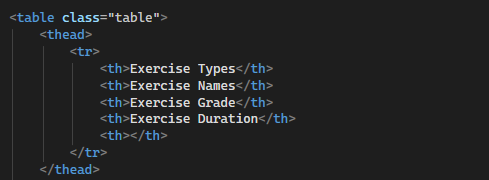 <table class="table">
<thead>
<tr>
<th>Exercise Types</th>
<th>Exercise Names</th>
<th>Exercise Grade</th>
<th>Exercise Duration</th>
<th></th>
</tr>
</thead>